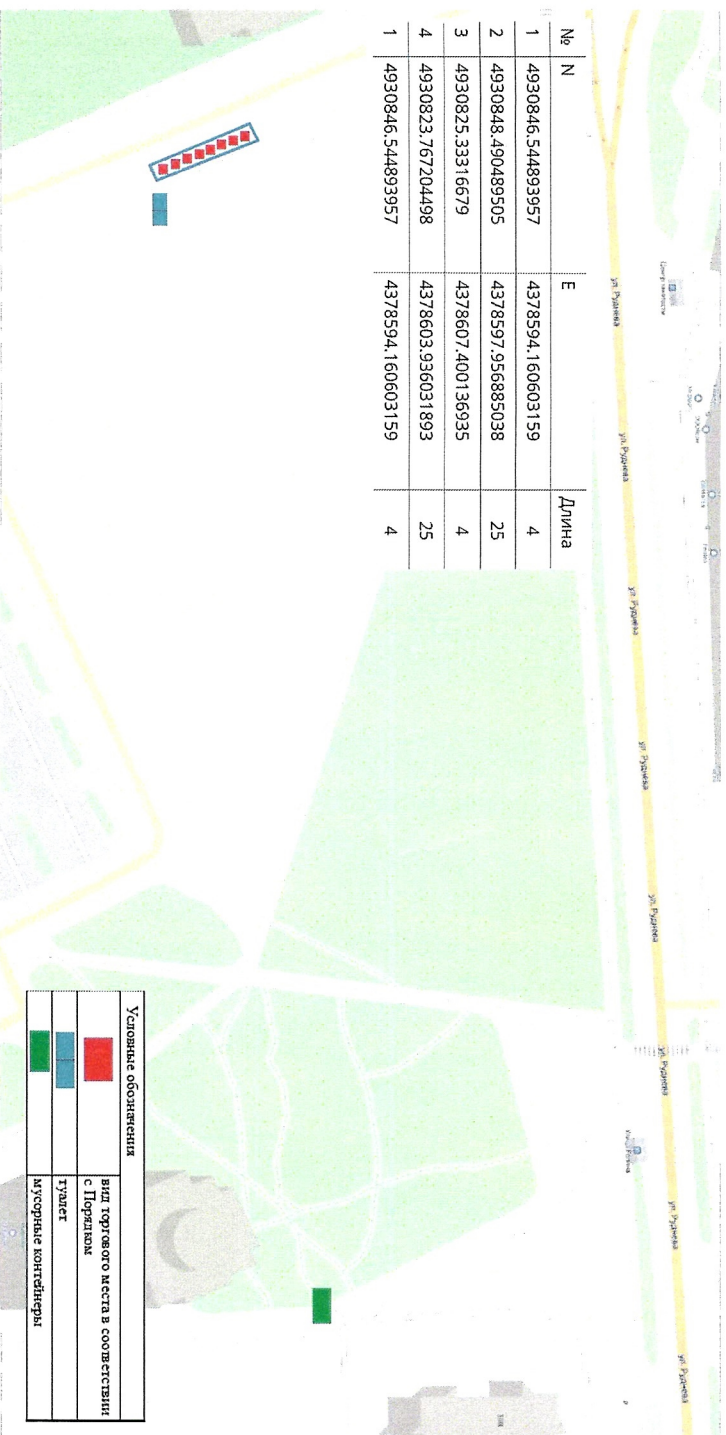 № N E Длина
1 4930846.544893957 4378594.160603159 4
2 4930848.490489505 4378597.956885038 25
3 4930825.33316679 4378607.400136935 4
4 4930823.767204498 4378603.936031893 25
1 4930846.544893957 4378594.160603159 4
ул. Руднева
ул. Руднева
ул. Руднева
ул. Руднева
ул. Руднева
ул. Руднева
ул. Руднева
ул. Руднева
Условные обозначения
вид торгового места в соответствии
с Порядком
туалет
мусорные контейнеры